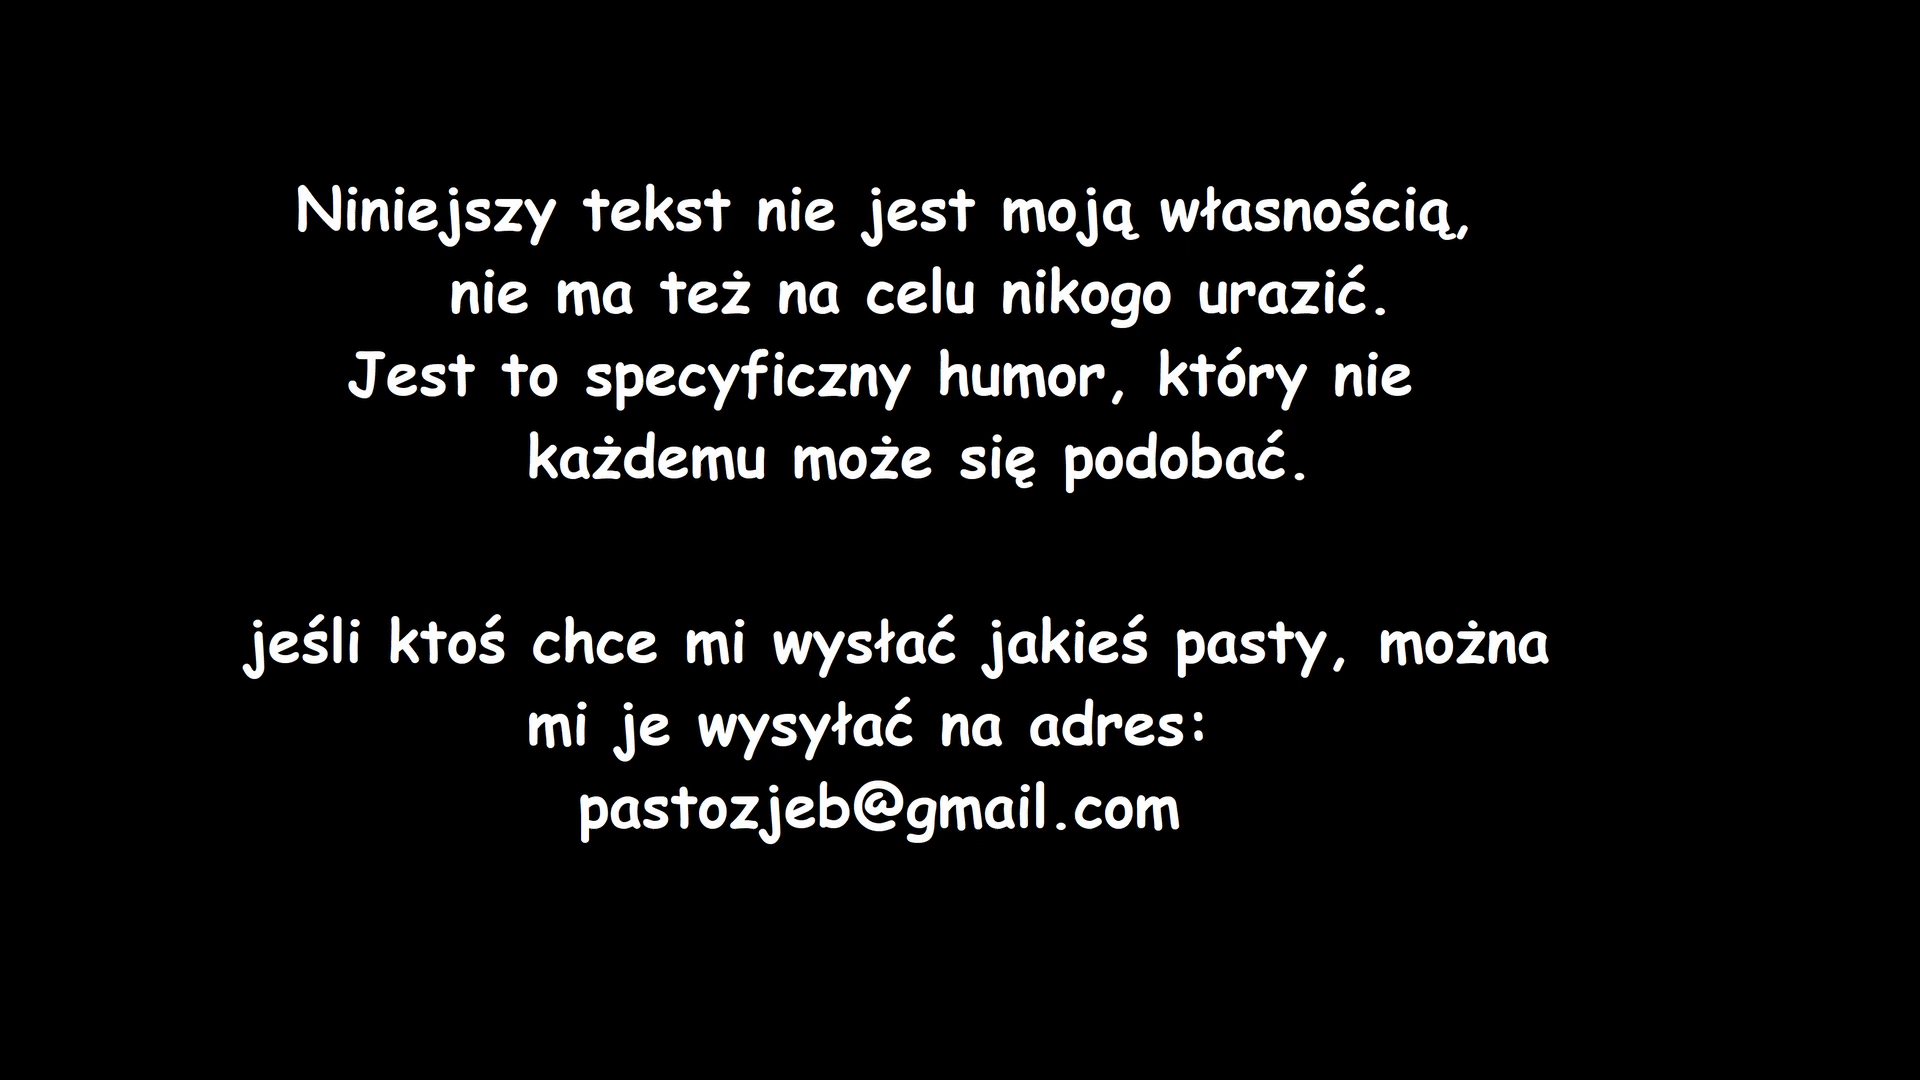 Niniejszy tekst nie jest moją własnością,
nie ma też na celu nikogo urazić.
Jest to specyficzny humor, który nie
każdemu może się podobać.
jeśli ktoś chce mi wysłać jakieś pasty, można
mi je wysyłać na adres:
pastozjeb@gmail.com